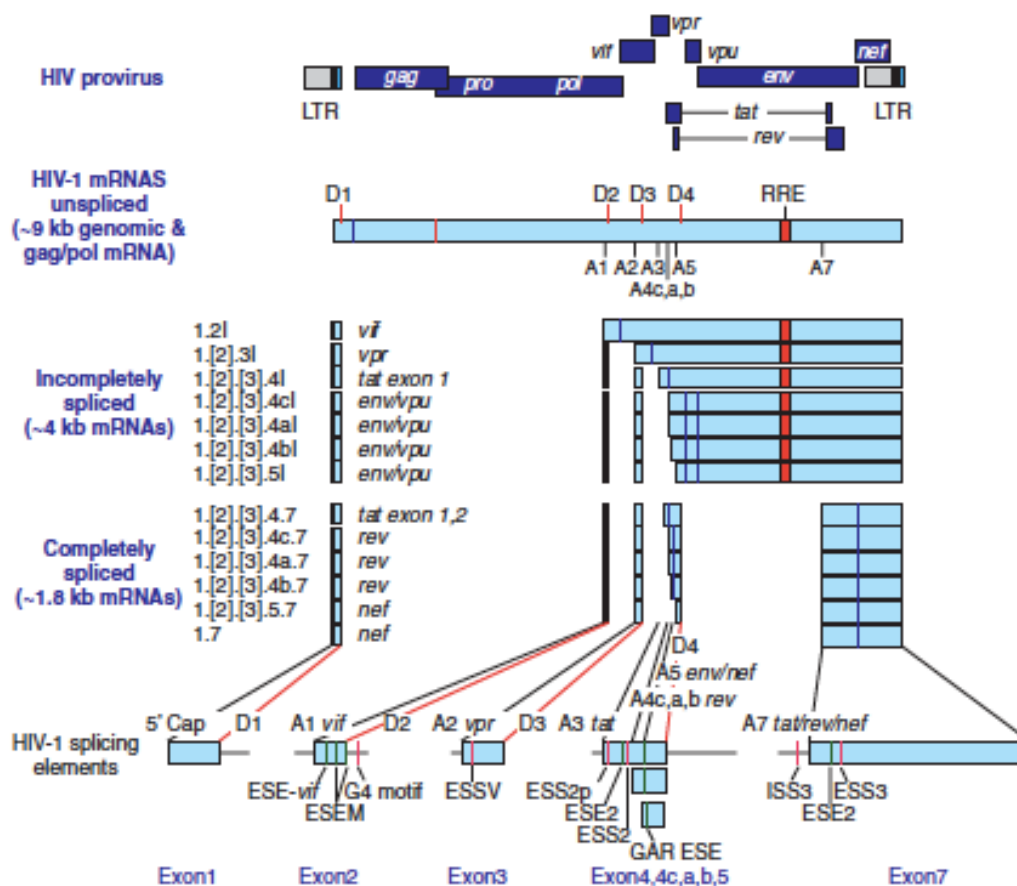 vpr
vif
vpu
nef
HIV provirus
gag
pro
pol
env
LTR
tat
LTR
rev
HIV-1 mRNAS
unspliced
(~9 kb genomic &
gag/pol mRNA)
D1
D2
D3
D4
RRE
A1
A2
A3
A5
A7
A4c,a,b
Incompletely
spliced
(~4 kb mRNAs)
1.2I vif
1.[2].3I vpr
1.[2].[3].4I tat exon 1
1.[2].[3].4cI env/vpu
1.[2].[3].4aI env/vpu
1.[2].[3].4bI env/vpu
1.[2].[3].5I env/vpu
Completely
spliced
(~1.8 kb mRNAs)
1.[2].[3].4.7 tat exon 1,2
1.[2].[3].4c.7 rev
1.[2].[3].4a.7 rev
1.[2].[3].4b.7 rev
1.[2].[3].5.7 nef
1.7 nef
D4
A5 env/nef
A4c,a,b rev
HIV-1 splicing
elements
5' Cap
D1
A1 vif
D2
A2 vpr
D3
A3 tat
A7 tat/rev/nef
ESE-vif
G4 motif
ESEM
ESSV
ESS2p
ESE2
ESS2
GAR ESE
ISS3
ESS3
ESE2
Exon1
Exon2
Exon3
Exon4,4c,a,b,5
Exon7